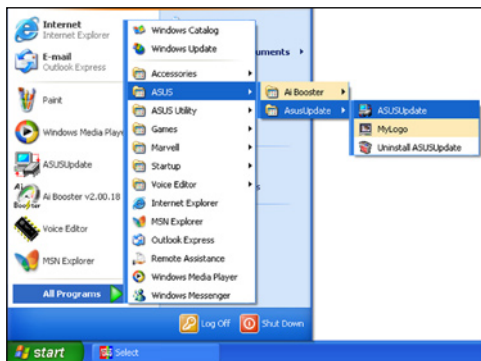 Internet
Internet Explorer
E-mail
Outlook Express
Paint
Windows Media Play
ASUSUpdate
Ai Booster v2.00.18
Voice Editor
MSN Explorer
All Programs
Windows Catalog
Windows Update
Accessories
ASUS
ASUS Utility
Games
Marvell
Startup
Voice Editor
Internet Explorer
MSN Explorer
Outlook Express
Remote Assistance
Windows Media Player
Windows Messenger
uments
s
Ai Booster
AsusUpdate
ASUSUpdate
MyLogo
Uninstall ASUSUpdate
Log Off
Shut Down
start
Select